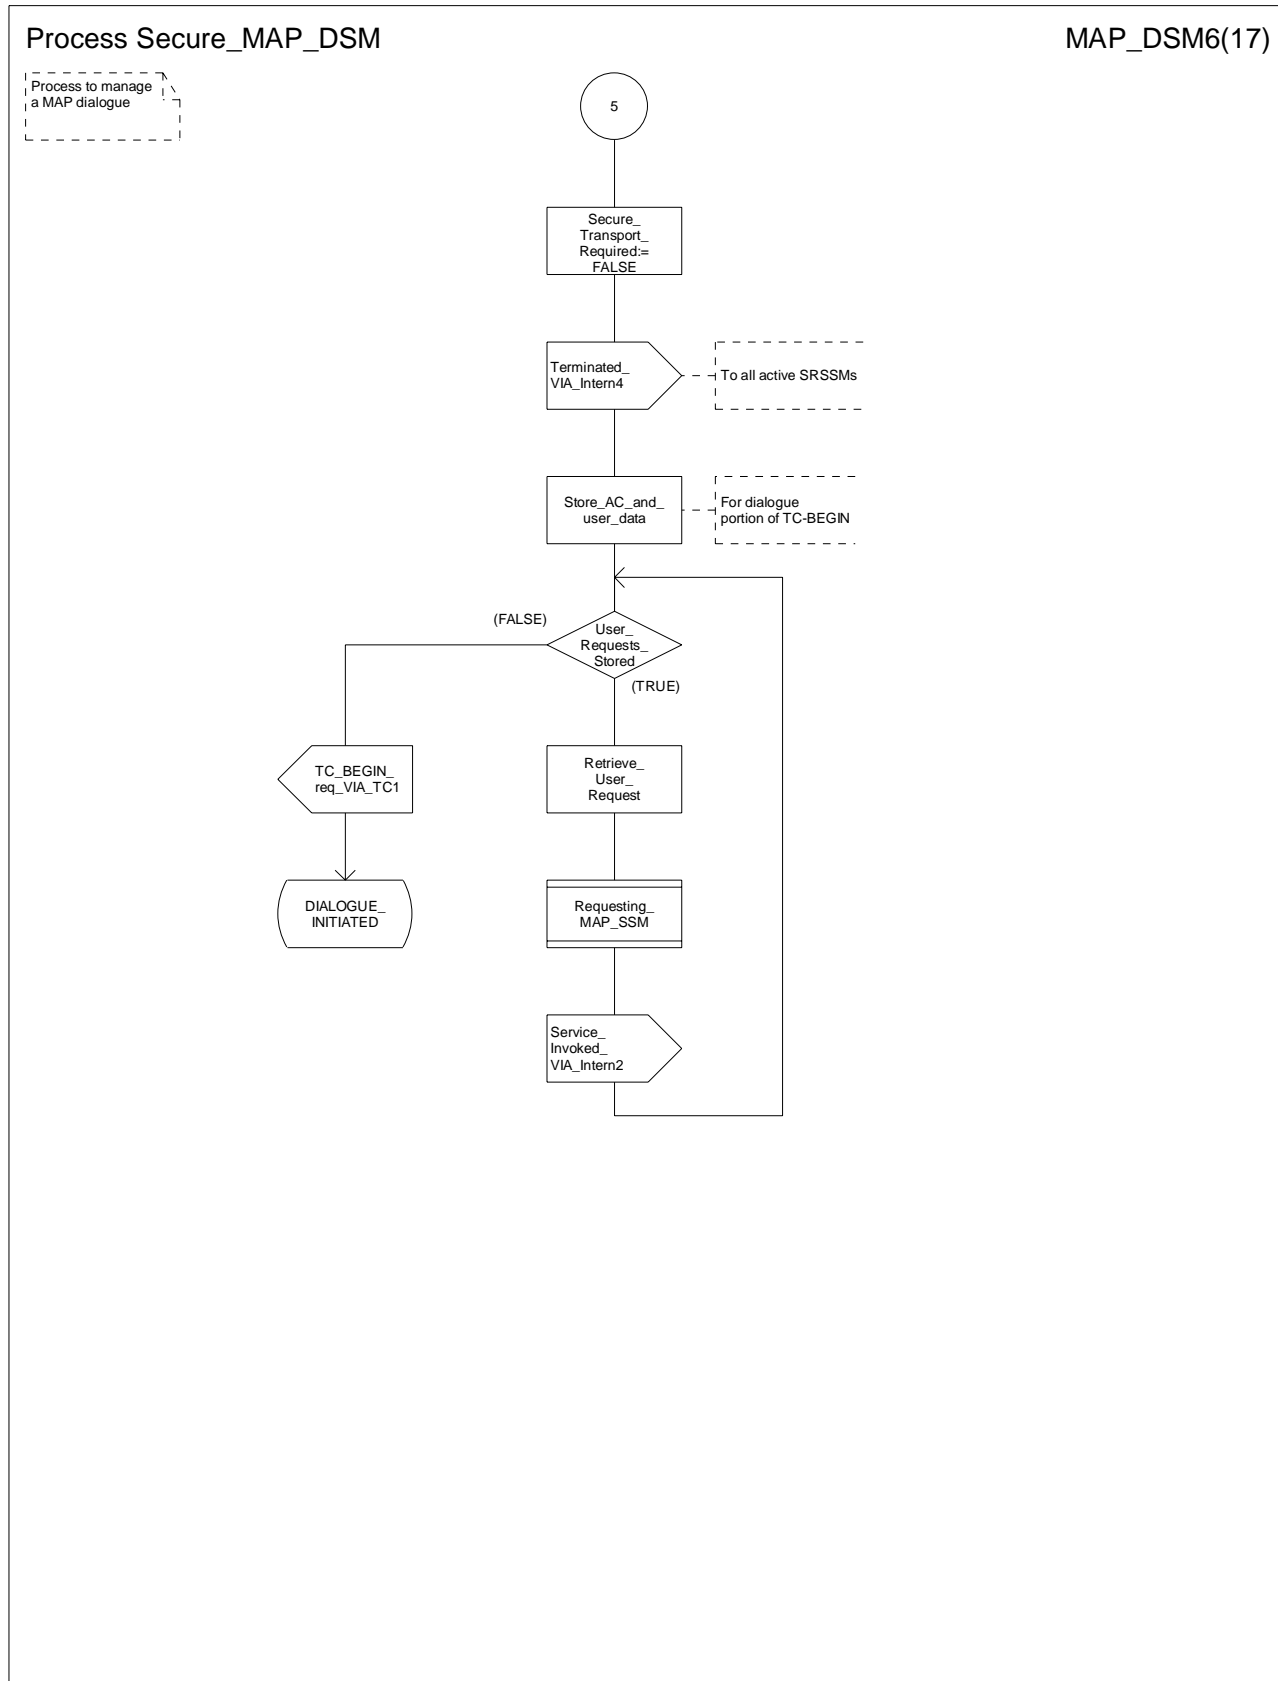 Process Secure_MAP_DSM
MAP_DSM6(17)
Process to manage
a MAP dialogue
5
Secure_
Transport_
Required:=
FALSE
Terminated_
VIA_Intern4
To all active SRSSMs
Store_AC_and_
user_data
For dialogue
portion of TC-BEGIN
(FALSE)
User_
Requests_
Stored
(TRUE)
TC_BEGIN_
req_VIA_TC1
Retrieve_
User_
Request
DIALOGUE_
INITIATED
Requesting_
MAP_SSM
Service_
Invoked_
VIA_Intern2